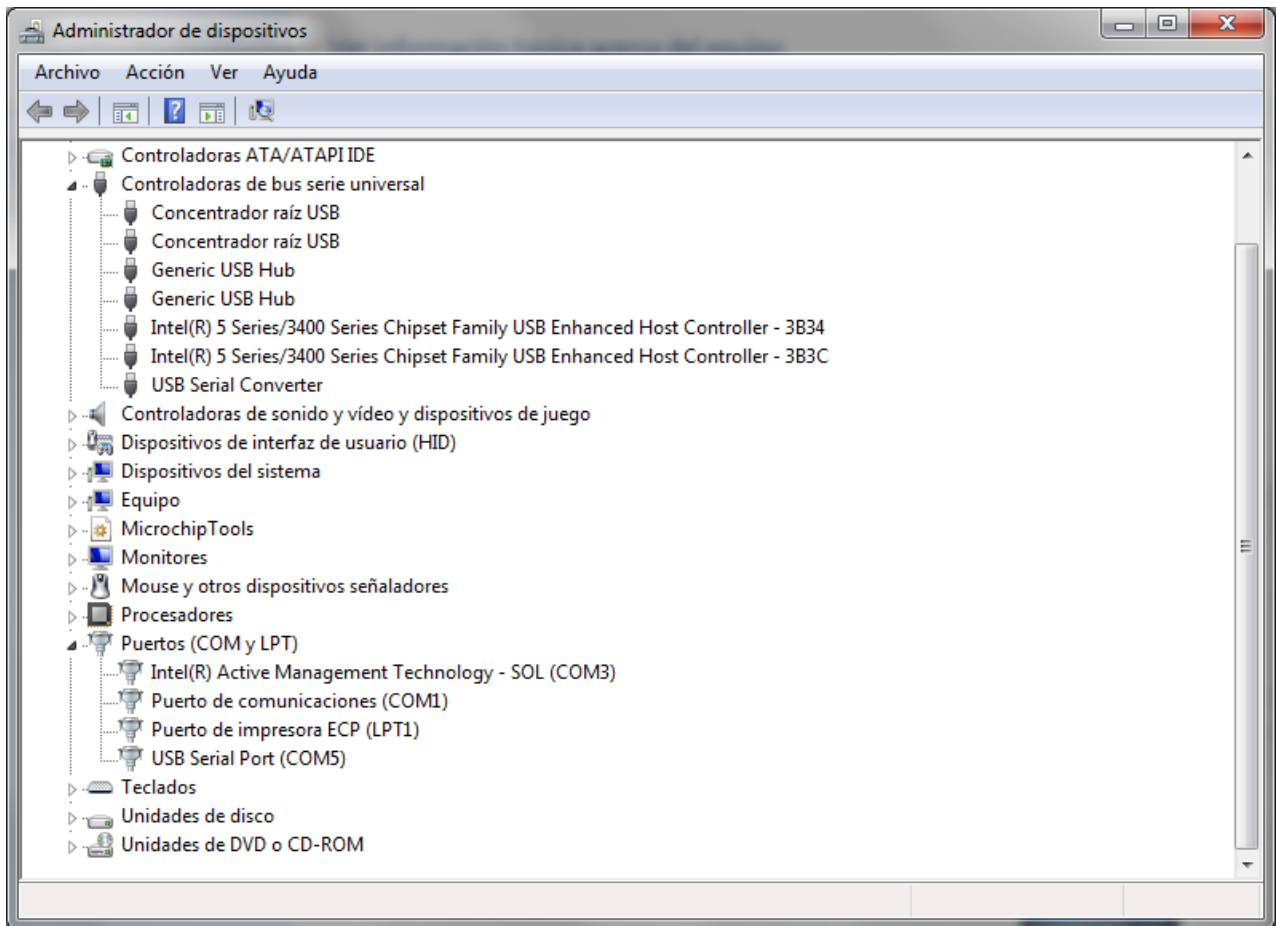 Administrador de dispositivos
Archivo Acción Ver Ayuda
Controladoras ATA/ATAPI IDE
Controladoras de bus serie universal
Concentrador raíz USB
Concentrador raíz USB
Generic USB Hub
Generic USB Hub
Intel(R) 5 Series/3400 Series Chipset Family USB Enhanced Host Controller - 3B34
Intel(R) 5 Series/3400 Series Chipset Family USB Enhanced Host Controller - 3B3C
USB Serial Converter
Controladoras de sonido y vídeo y dispositivos de juego
Dispositivos de interfaz de usuario (HID)
Dispositivos del sistema
Equipo
MicrochipTools
Monitores
Mouse y otros dispositivos señaladores
Procesadores
Puertos (COM y LPT)
Intel(R) Active Management Technology - SOL (COM3)
Puerto de comunicaciones (COM1)
Puerto de impresora ECP (LPT1)
USB Serial Port (COM5)
Teclados
Unidades de disco
Unidades de DVD o CD-ROM